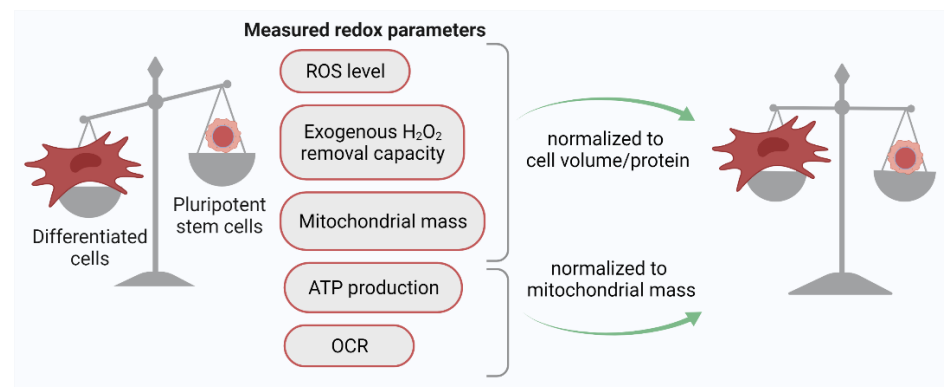 Measured redox parameters
ROS level
Exogenous H₂O₂
removal capacity
Mitochondrial mass
ATP production
OCR
Differentiated
cells
Pluripotent
stem cells
normalized to
cell volume/protein
normalized to
mitochondrial mass